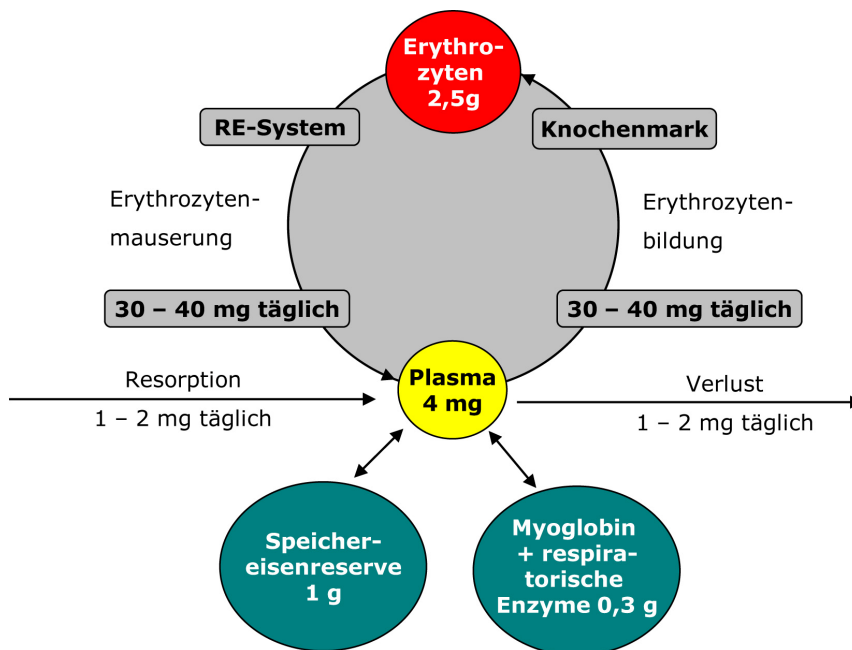 Erythro-
zyten
2,5g
RE-System
Knochenmark
Erythrozyten-
mauserung
Erythrozyten-
bildung
30 – 40 mg täglich
30 – 40 mg täglich
Resorption
1 – 2 mg täglich
Plasma
4 mg
Verlust
1 – 2 mg täglich
Speicher-
eisenreserve
1 g
Myoglobin
+ respira-
torische
Enzyme 0,3 g